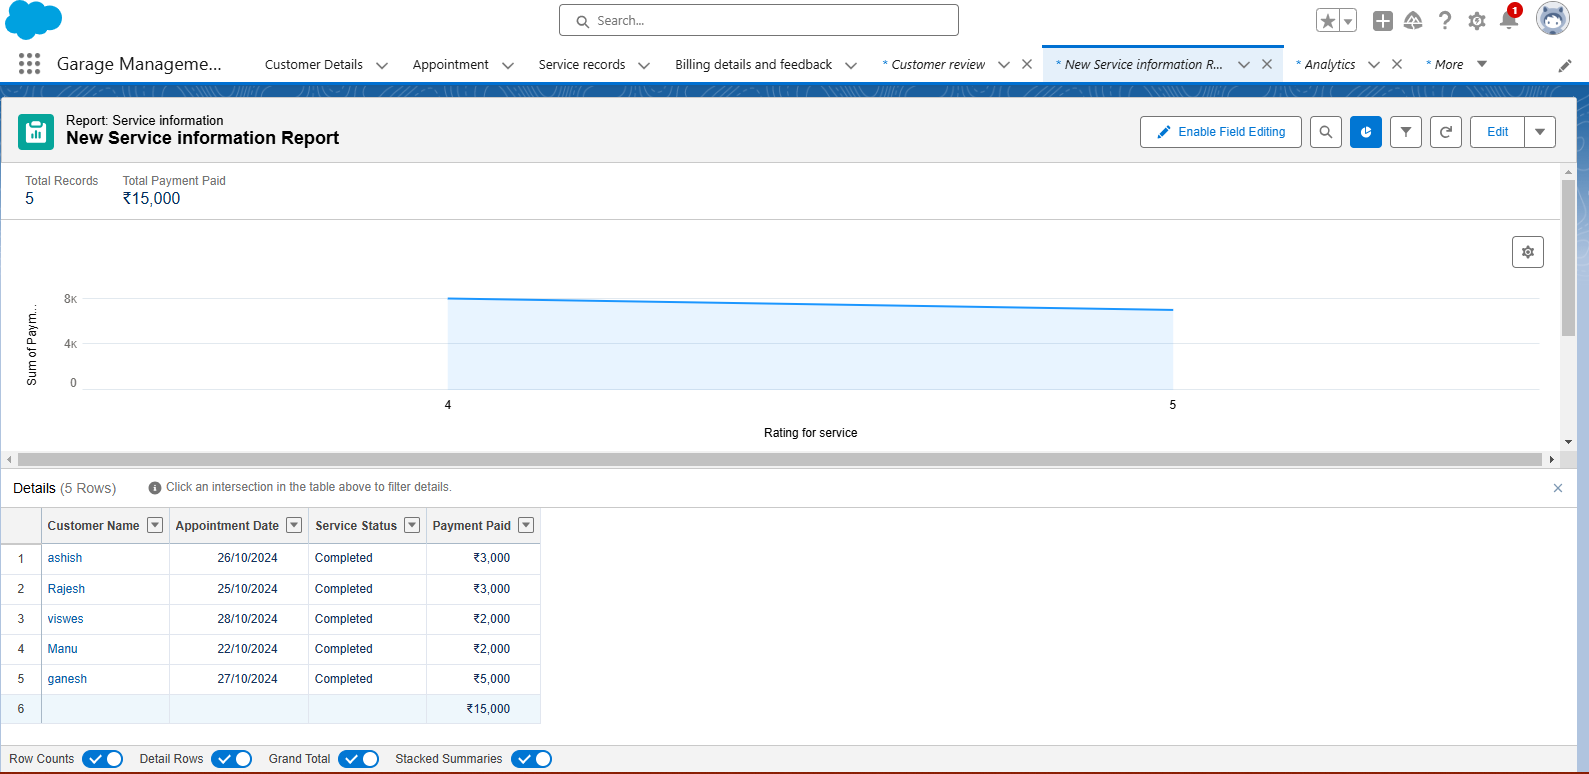 Search...
1
Garage Manageme...
Customer Details
Appointment
Service records
Billing details and feedback
* Customer review
* New Service information R...
* Analytics
* More
Report: Service information
New Service information Report
Enable Field Editing
Edit
Total Records
5
Total Payment Paid
₹15,000
Sum of Paym..
8K
4K
0
4
5
Rating for service
Details (5 Rows)
Click an intersection in the table above to filter details.
Customer Name Appointment Date Service Status Payment Paid
1 ashish 26/10/2024 Completed ₹3,000
2 Rajesh 25/10/2024 Completed ₹3,000
3 viswes 28/10/2024 Completed ₹2,000
4 Manu 22/10/2024 Completed ₹2,000
5 ganesh 27/10/2024 Completed ₹5,000
6 ₹15,000
Row Counts Detail Rows Grand Total Stacked Summaries